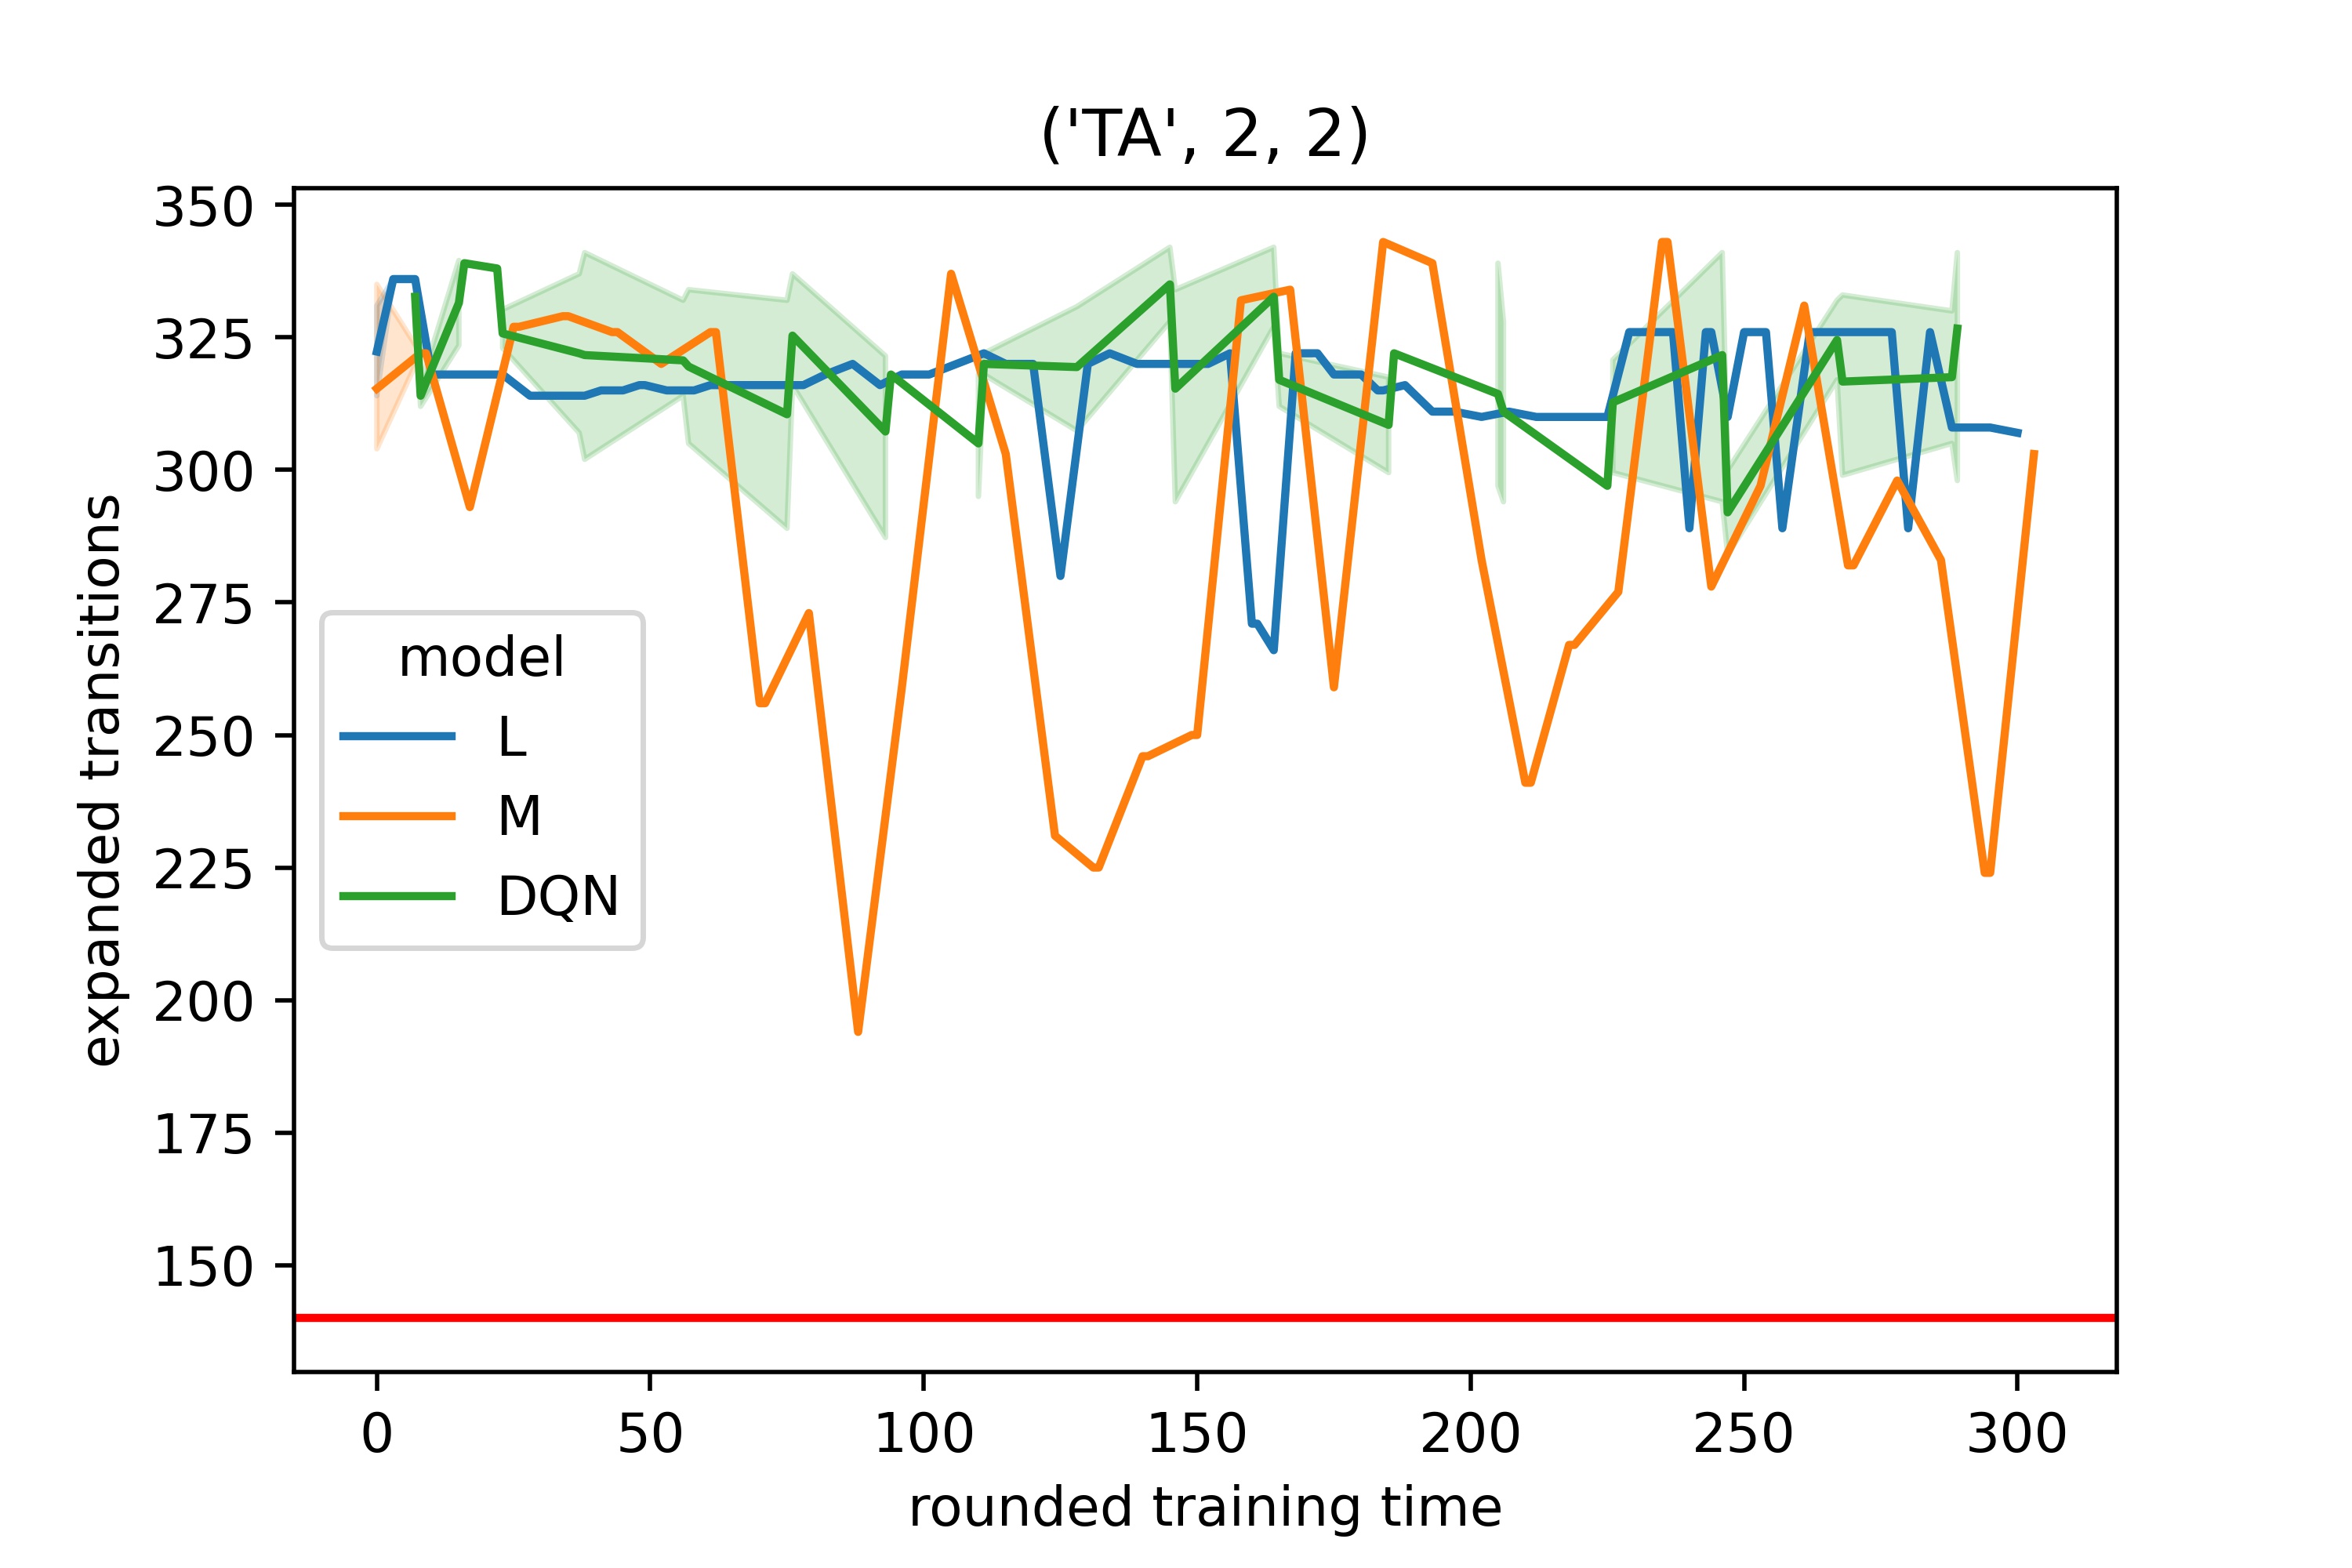 ('TA', 2, 2)
350
325
300
275
250
225
200
175
150
expanded transitions
model
L
M
DQN
0 50 100 150 200 250 300
rounded training time